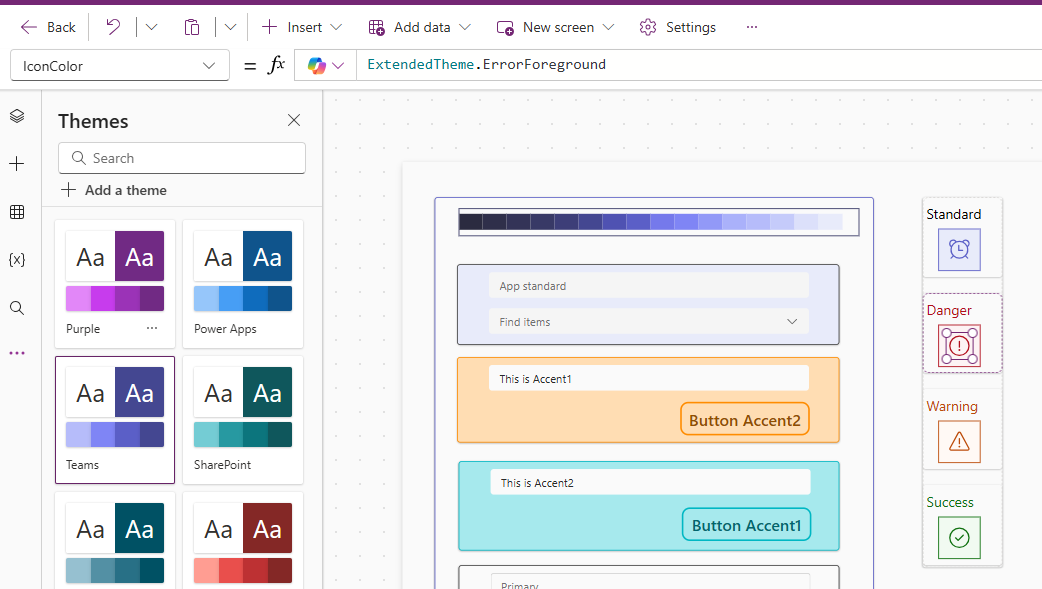 Back
Insert
Add data
New screen
Settings
...
IconColor
= fx
ExtendedTheme.ErrorForeground
Themes
Search
Add a theme
Aa Aa
Purple
...
Aa Aa
Power Apps
Aa Aa
Teams
Aa Aa
SharePoint
Aa Aa
Aa Aa
App standard
Find items
This is Accent1
Button Accent2
This is Accent2
Button Accent1
Primary
Standard
Danger
Warning
Success